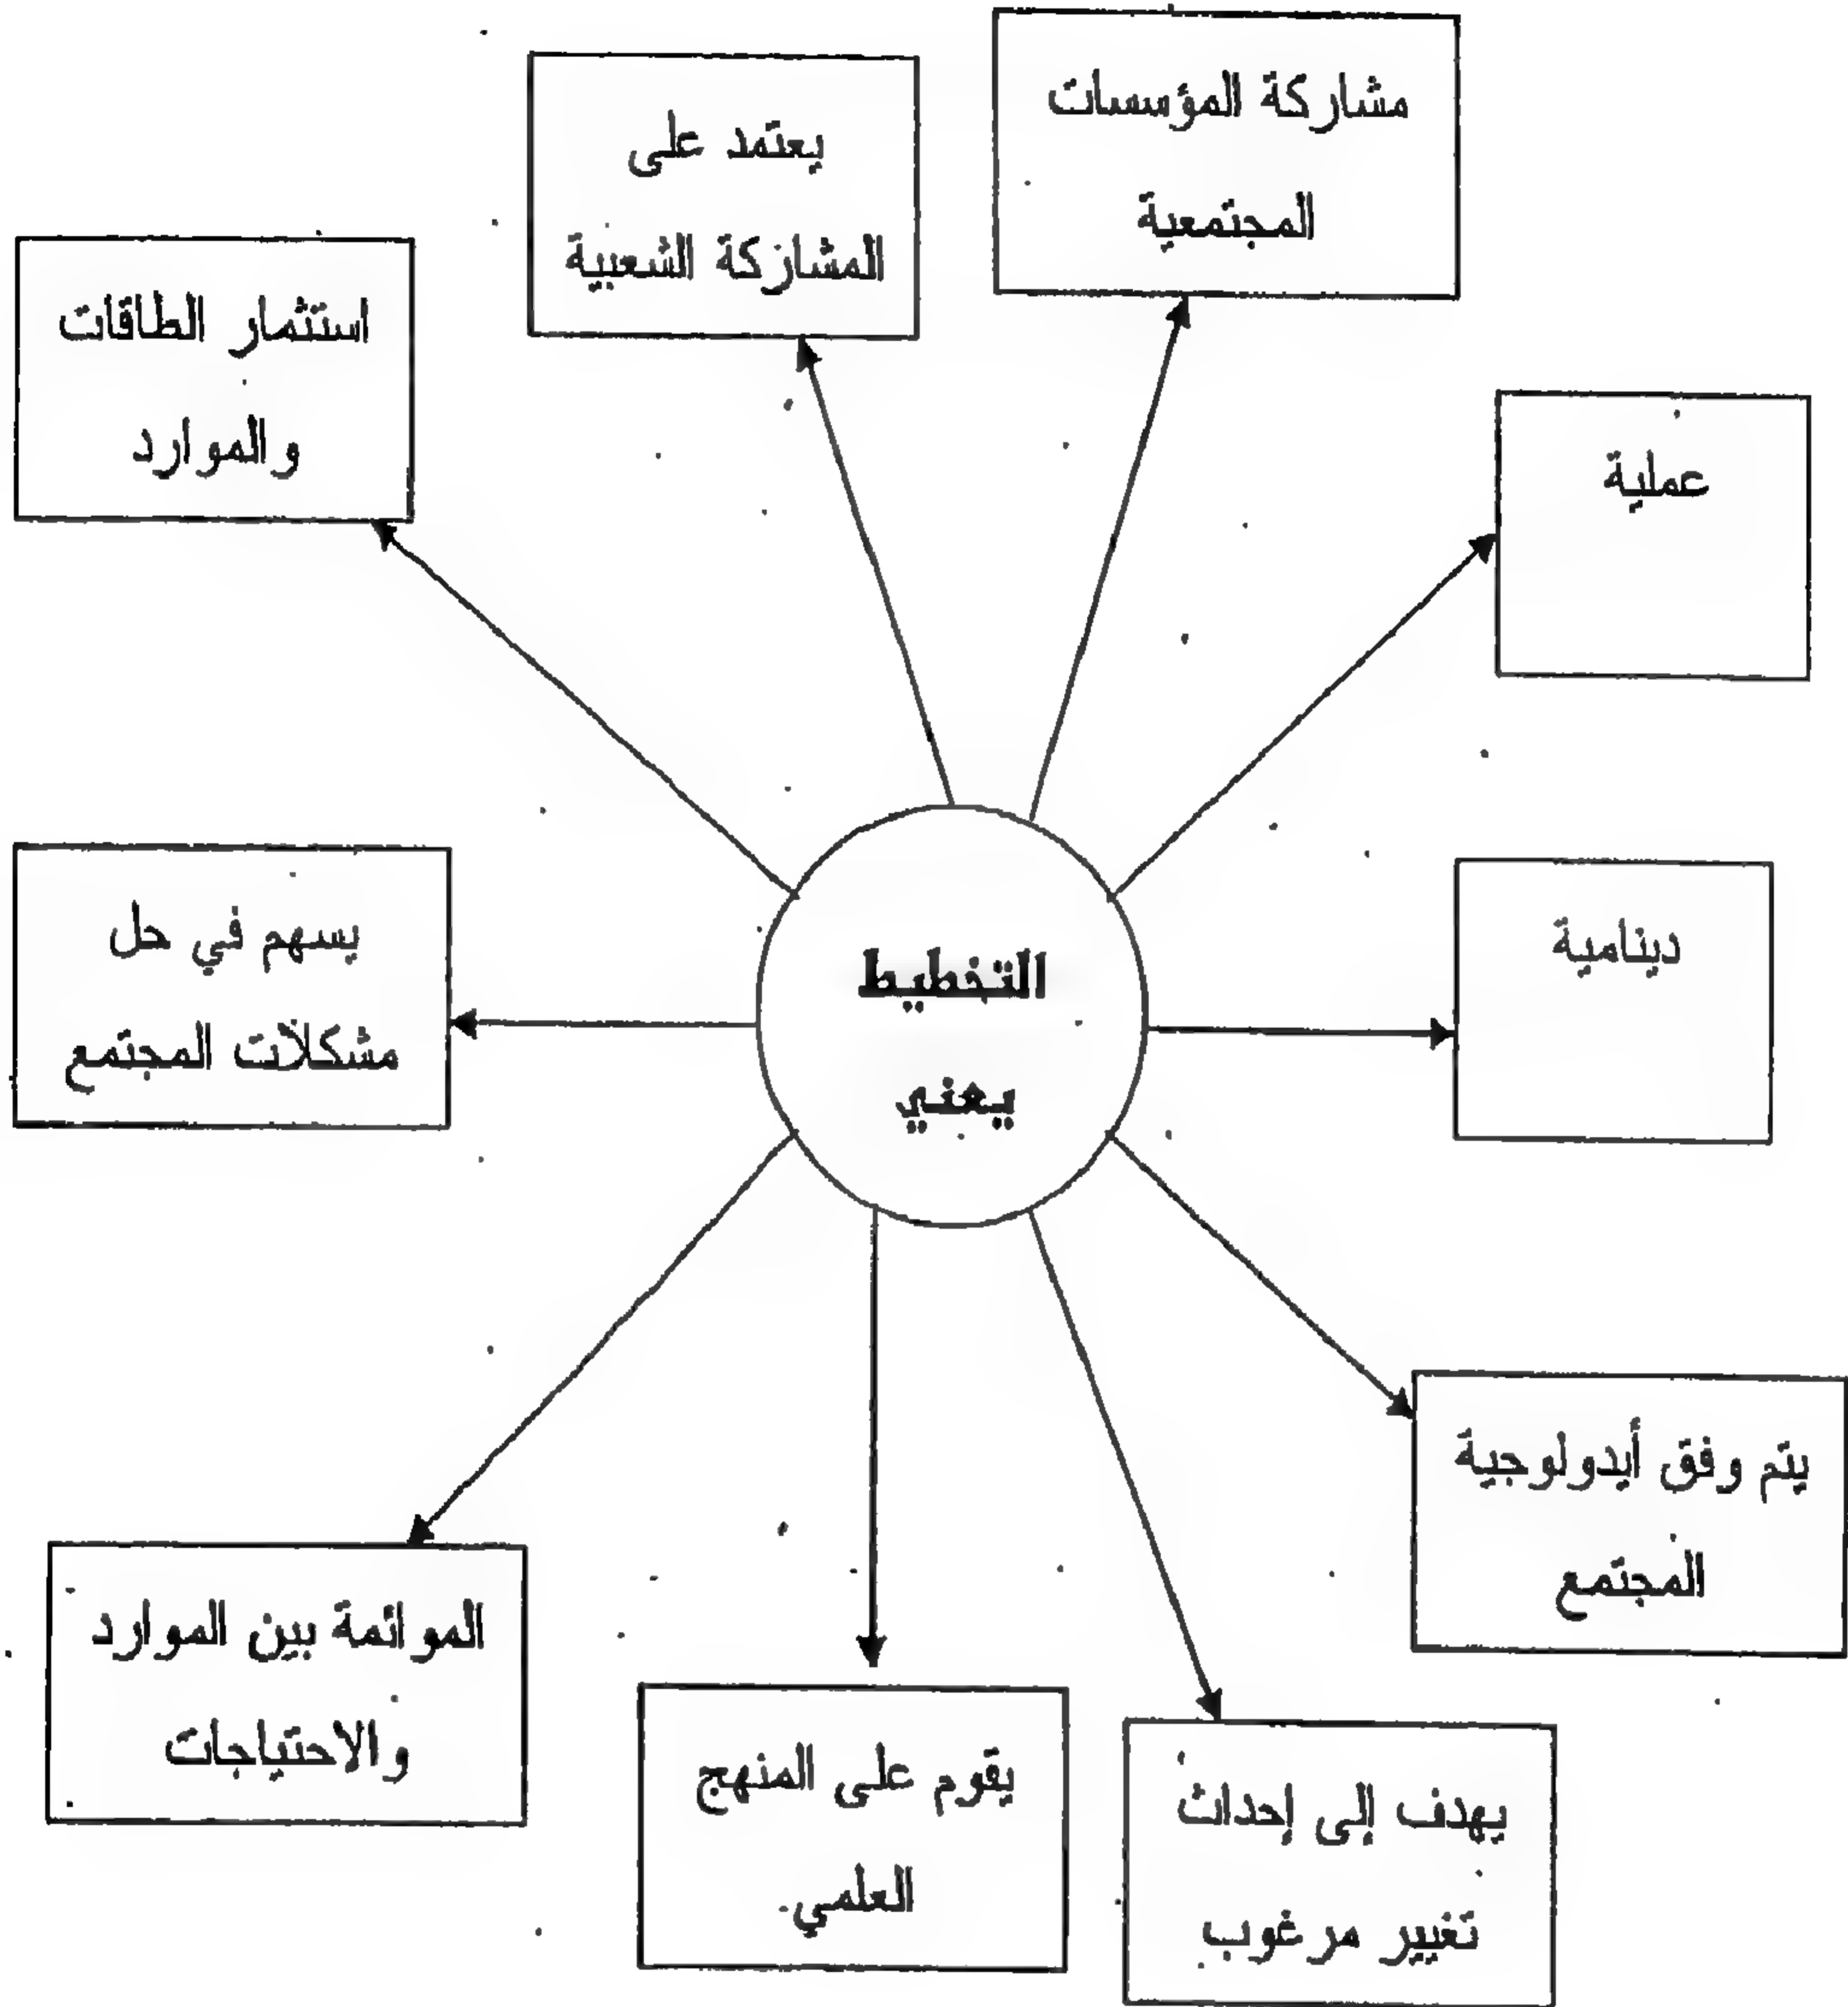 مشاركة المؤسسات
المجتمعية
يعتمد على
المشاركة الشعبية
استثمار الطاقات
والموارد
عملية
دينامية
التخطيط
يعني
يسهم في حل
مشكلات المجتمع
يتم وفق أيدولوجية
المجتمع
الموائمة بين الموارد
والاحتياجات
يقوم على المنهج
العلمي.
يهدف إلى إحداث
تغيير مرغوب